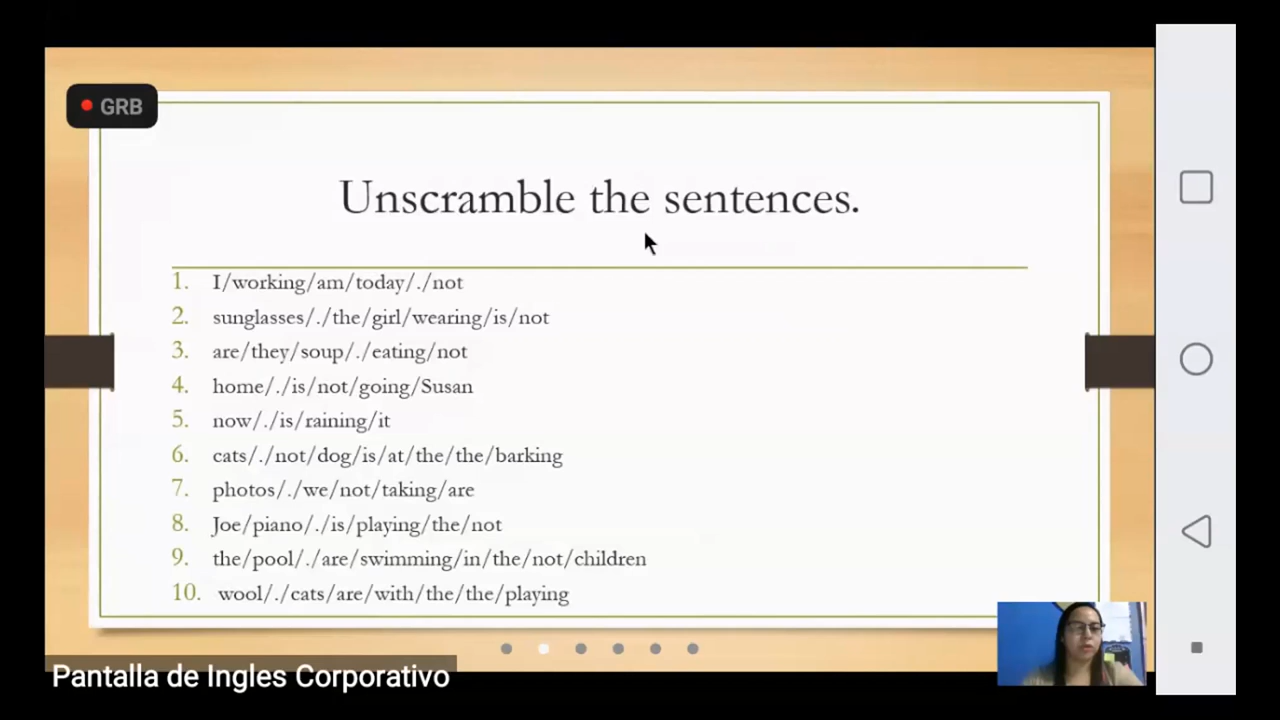 GRB
Unscramble the sentences.
1. I/working/am/today/./not
2. sunglasses/./the/girl/wearing/is/not
3. are/they/soup/./eating/not
4. home/./is/not/going/Susan
5. now/./is/raining/it
6. cats/./not/dog/is/at/the/the/barking
7. photos/./we/not/taking/are
8. Joe/piano/./is/playing/the/not
9. the/pool/./are/swimming/in/the/not/children
10. wool/./cats/are/with/the/the/playing
Pantalla de Ingles Corporativo